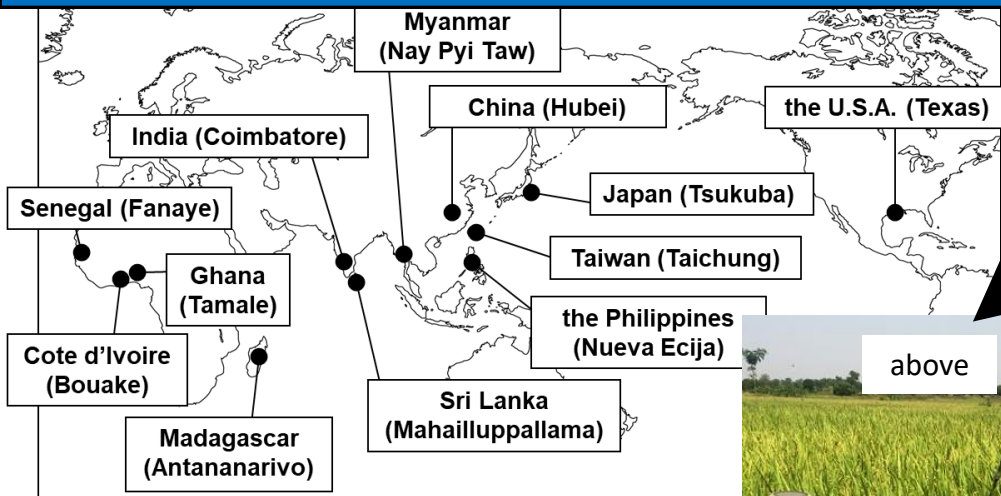 Myanmar
(Nay Pyi Taw)
China (Hubei)
the U.S.A. (Texas)
India (Coimbatore)
Japan (Tsukuba)
Senegal (Fanaye)
Taiwan (Taichung)
Ghana
(Tamale)
the Philippines
(Nueva Ecija)
above
Cote d’Ivoire
(Bouake)
Sri Lanka
(Mahailluppallama)
Madagascar
(Antananarivo)